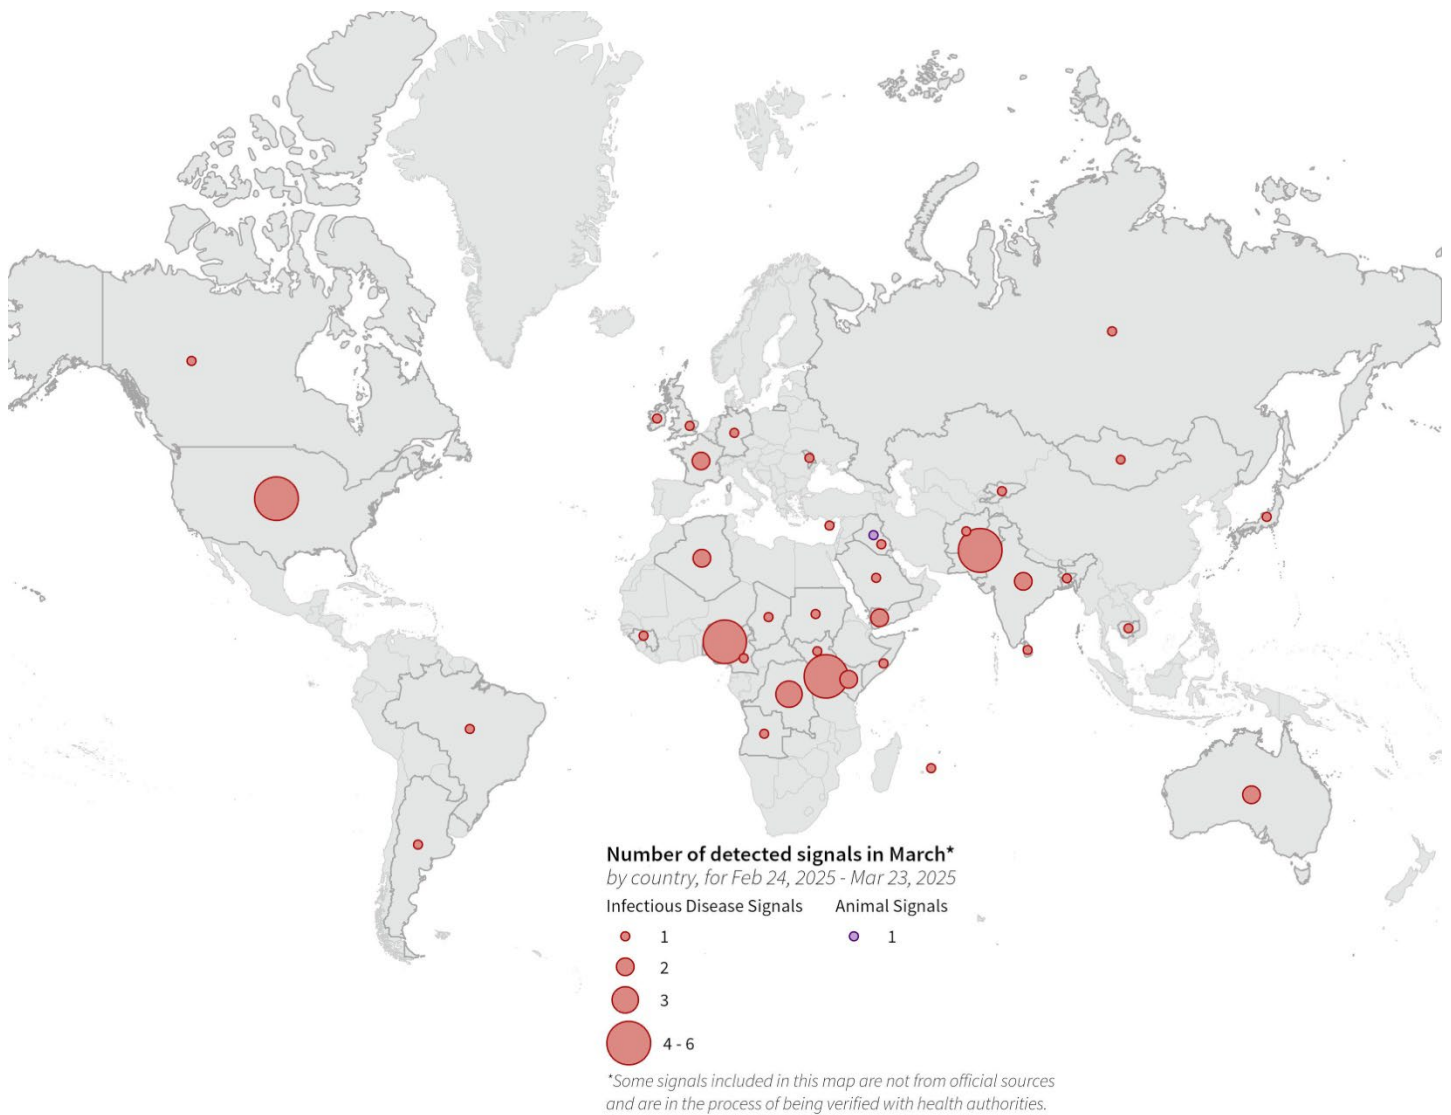 Number of detected signals in March*
by country, for Feb 24, 2025 - Mar 23, 2025
Infectious Disease Signals Animal Signals
1 1
2
3
4 - 6
*Some signals included in this map are not from official sources
and are in the process of being verified with health authorities.